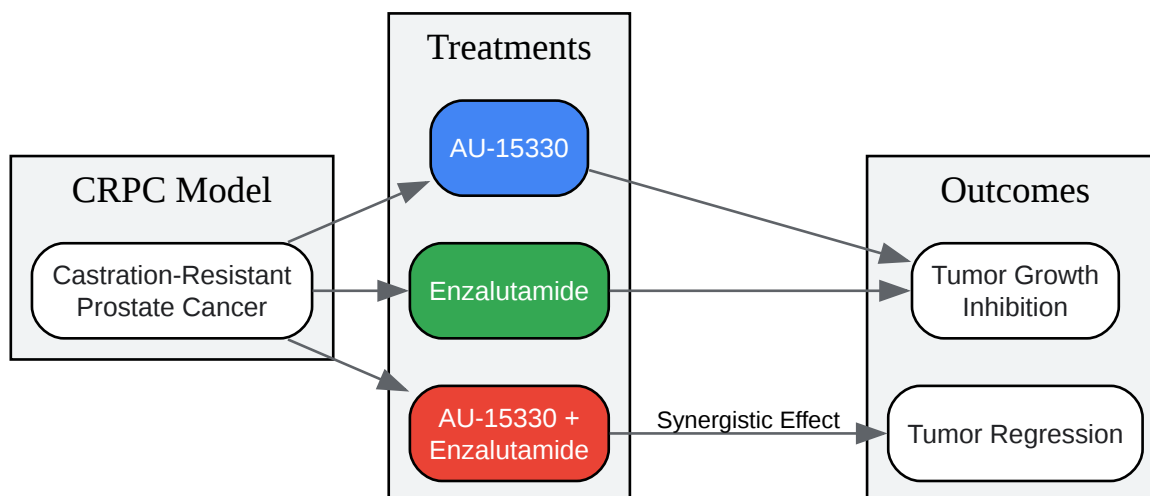 CRPC Model
Castration-Resistant
Prostate Cancer
Treatments
AU-15330
Enzalutamide
AU-15330 +
Enzalutamide
Synergistic Effect
Outcomes
Tumor Growth
Inhibition
Tumor Regression